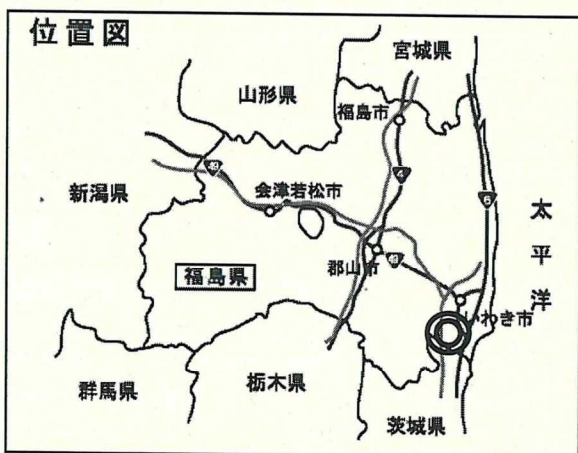 位置図
宮城県
山形県
福島市
49
4
新潟県
会津若松市
6
太平洋
郡山市
49
福島県
いわき市
群馬県
栃木県
茨城県